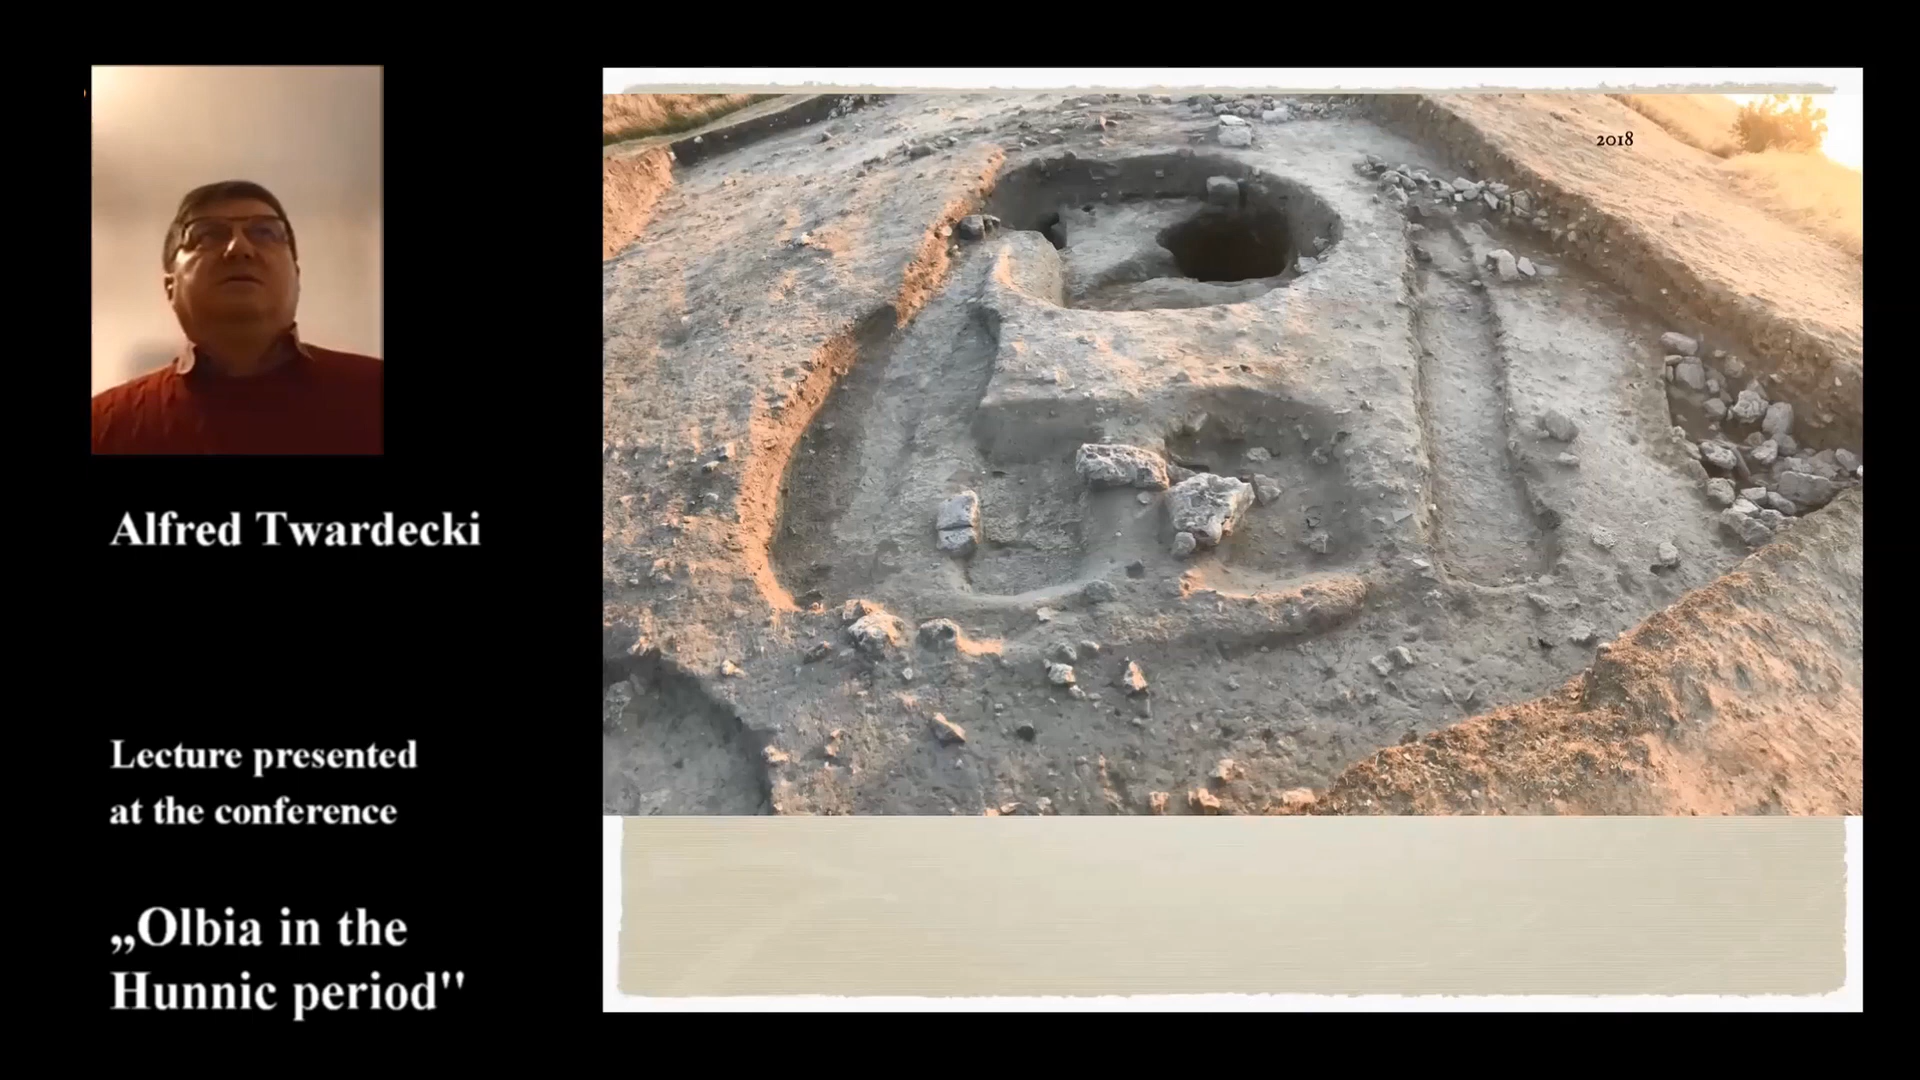 Alfred Twardecki
Lecture presented
at the conference
„Olbia in the
Hunnic period"
2018